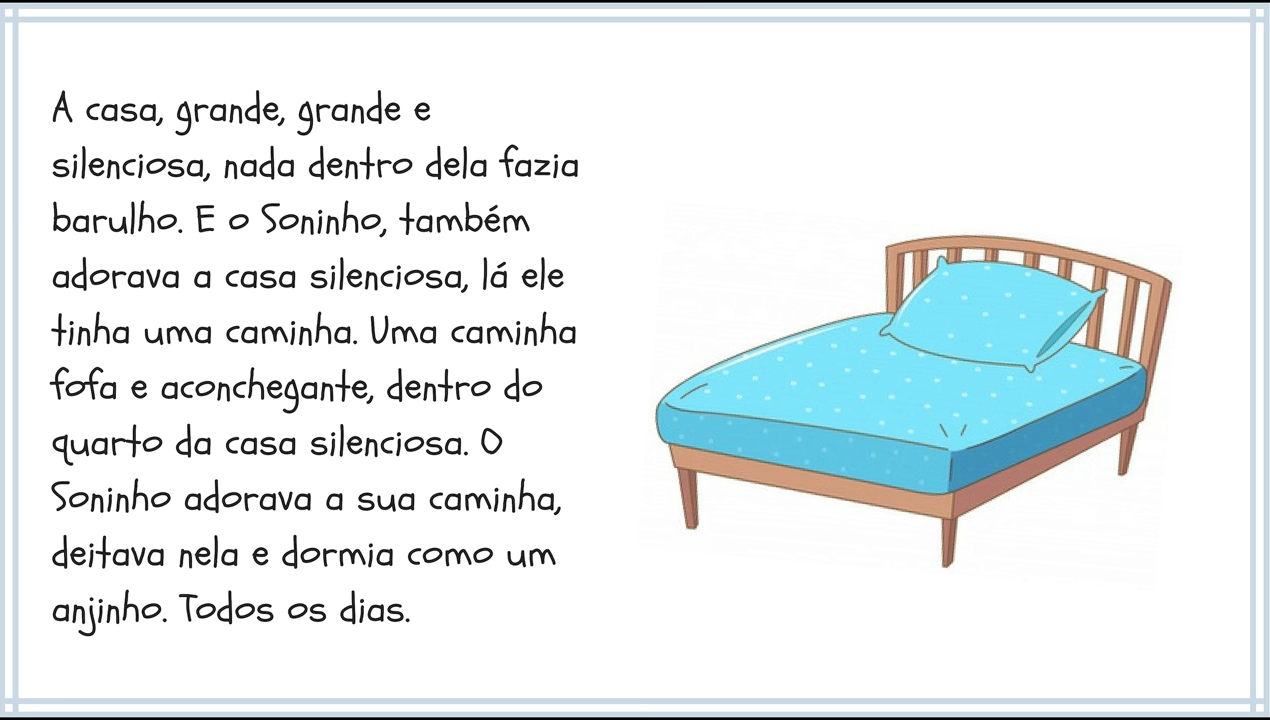 A casa, grande, grande e
silenciosa, nada dentro dela fazia
barulho. E o Soninho, também
adorava a casa silenciosa, lá ele
tinha uma caminha. Uma caminha
fofa e aconchegante, dentro do
quarto da casa silenciosa. O
Soninho adorava a sua caminha,
deitava nela e dormia como um
anjinho. Todos os dias.